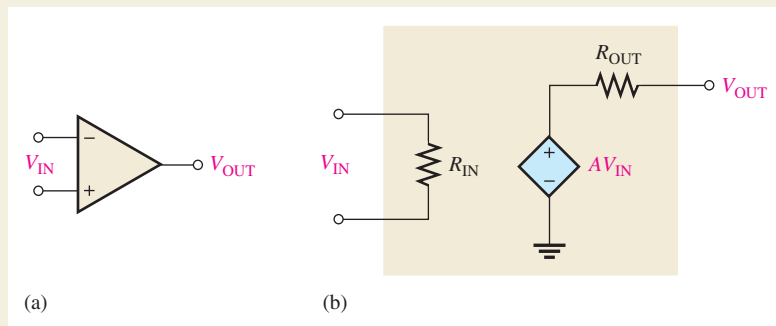 −
V_IN
+
V_OUT
(a)
V_IN
R_IN
R_OUT
V_OUT
+
−
AV_IN
(b)